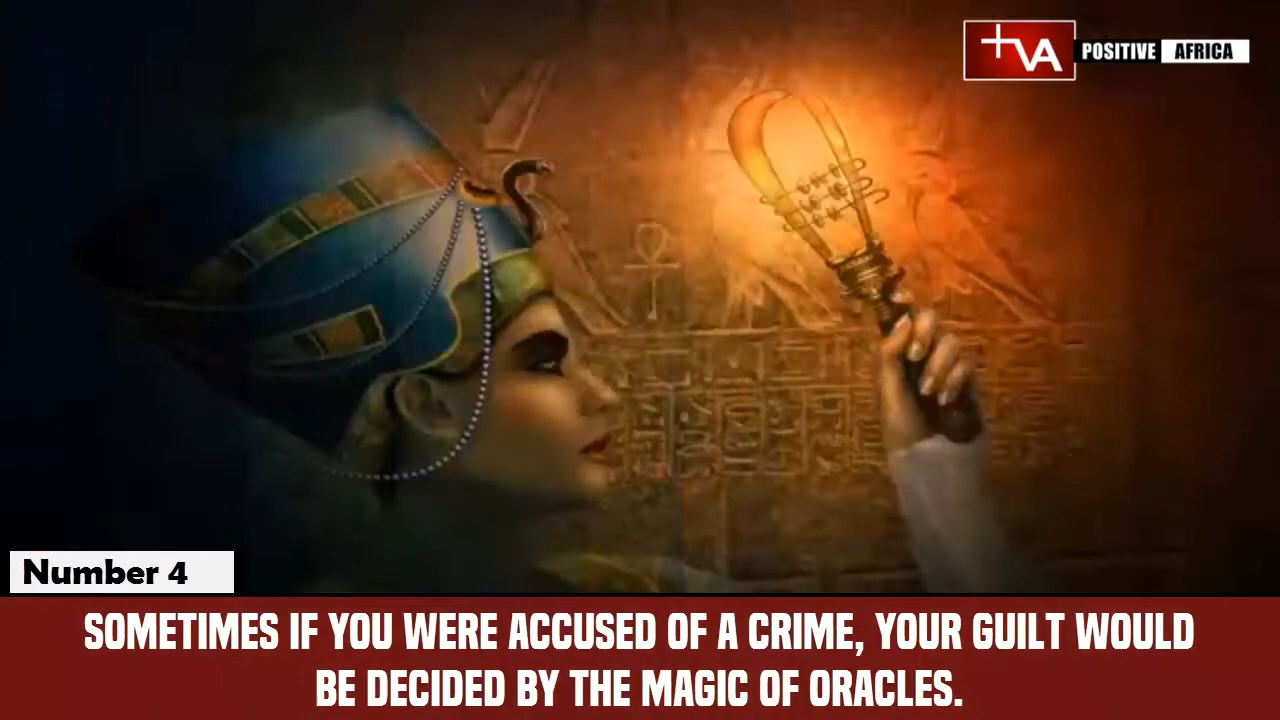 +VA POSITIVE AFRICA
Number 4
SOMETIMES IF YOU WERE ACCUSED OF A CRIME, YOUR GUILT WOULD
BE DECIDED BY THE MAGIC OF ORACLES.